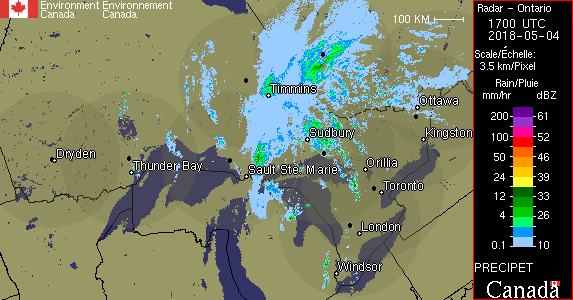 Environment Environnement
Canada Canada
100 KM
Timmins
Ottawa
Sudbury
Kingston
Dryden
Thunder Bay
Sault Ste. Marie
Orillia
Toronto
London
Windsor
Radar - Ontario
1700 UTC
2018-05-04
Scale/Échelle:
3.5 km/Pixel
Rain/Pluie
mm/hr dBZ
200 61
100 52
50 46
24 39
12 33
4 26
0.1 10
PRECIPET
Canada